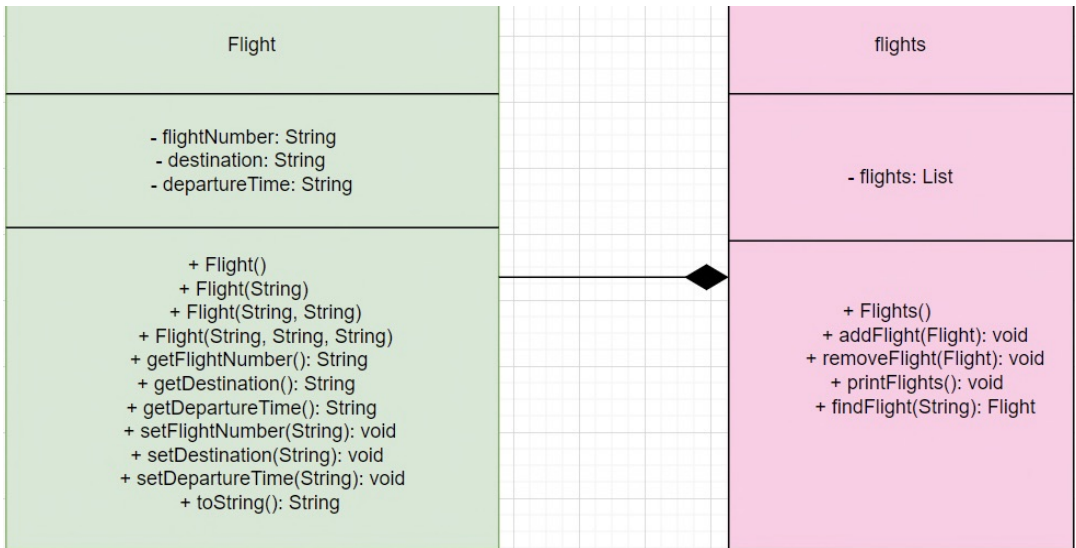 Flight
- flightNumber: String
- destination: String
- departureTime: String
+ Flight()
+ Flight(String)
+ Flight(String, String)
+ Flight(String, String, String)
+ getFlightNumber(): String
+ getDestination(): String
+ getDepartureTime(): String
+ setFlightNumber(String): void
+ setDestination(String): void
+ setDepartureTime(String): void
+ toString(): String
flights
- flights: List
+ Flights()
+ addFlight(Flight): void
+ removeFlight(Flight): void
+ printFlights(): void
+ findFlight(String): Flight